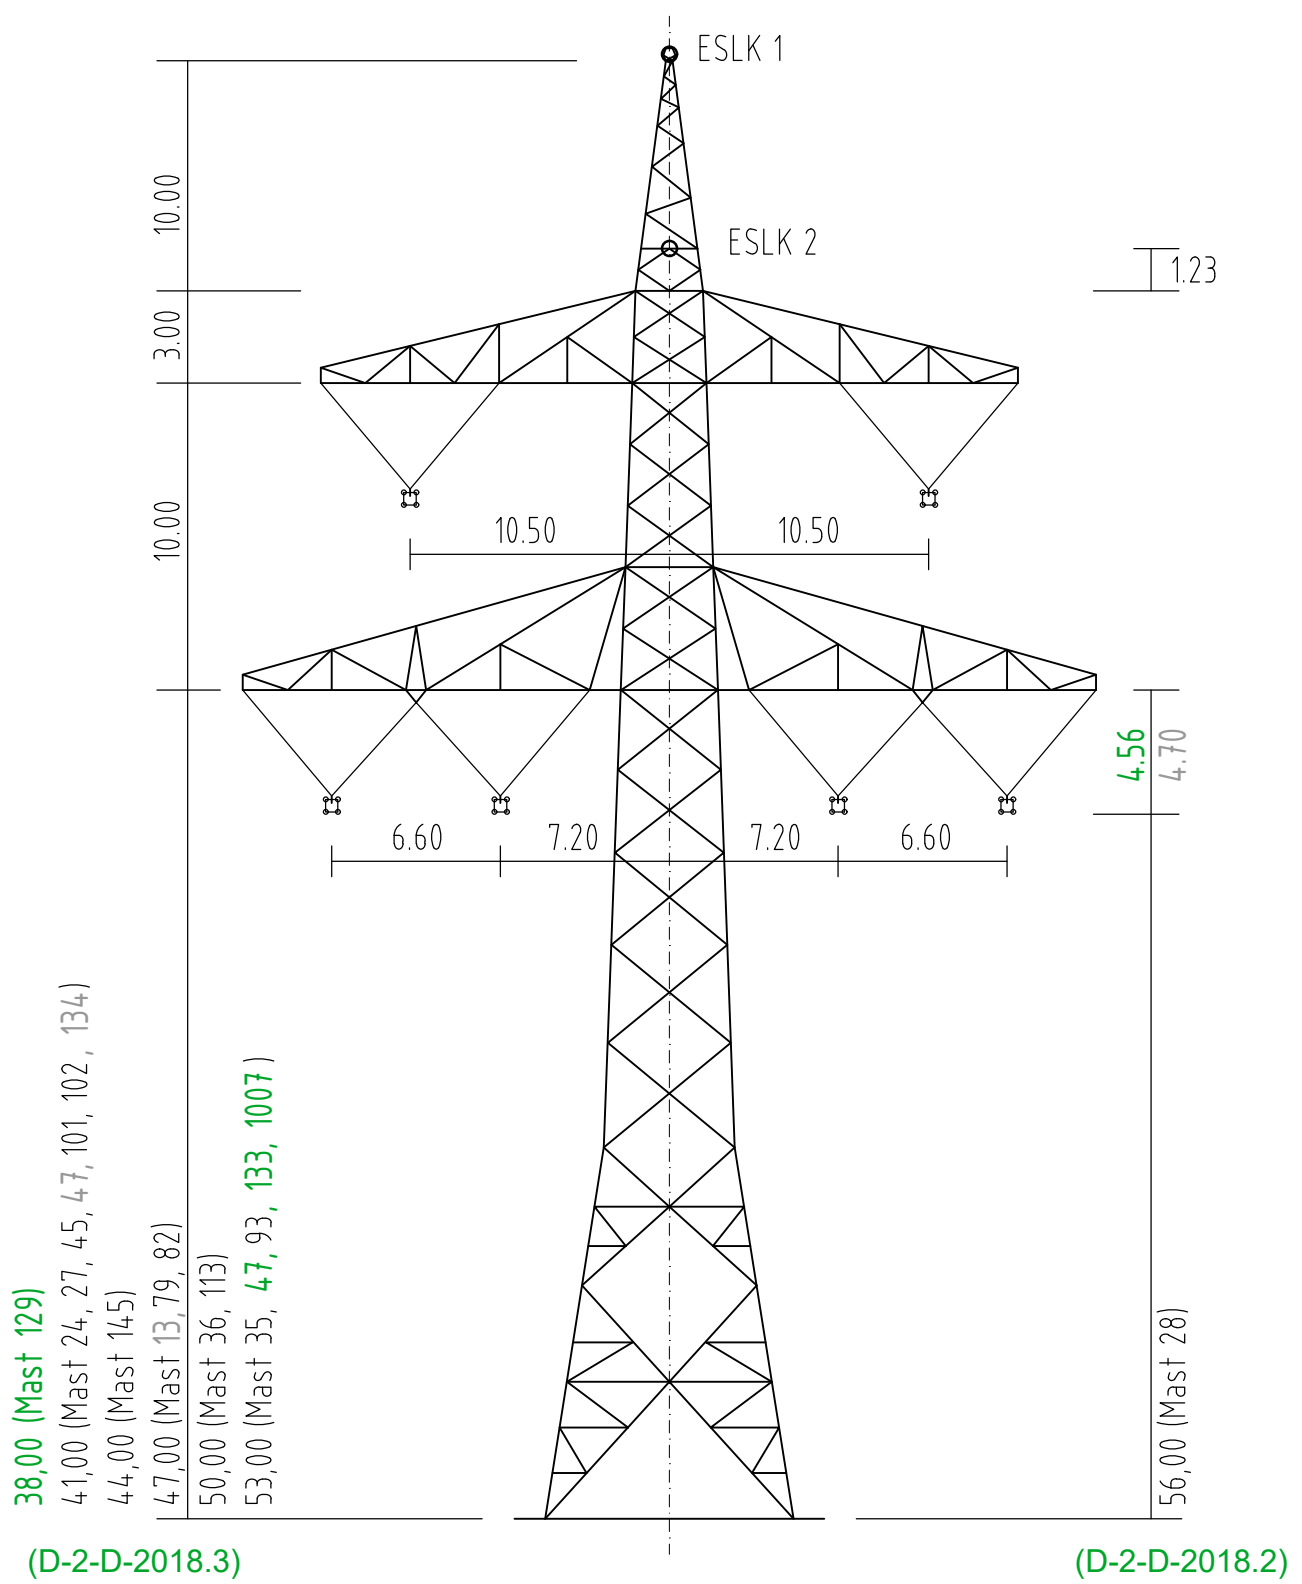 ESLK 1
10.00
ESLK 2
1.23
3.00
10.00
10.50
10.50
4.56
4.70
6.60
7.20
7.20
6.60
38,00 (Mast 129)
41,00 (Mast 24, 27, 45, 47, 101, 102, 134)
44,00 (Mast 145)
47,00 (Mast 13, 79, 82)
50,00 (Mast 36, 113)
53,00 (Mast 35, 47, 93, 133, 1007)
56,00 (Mast 28)
(D-2-D-2018.3)
(D-2-D-2018.2)